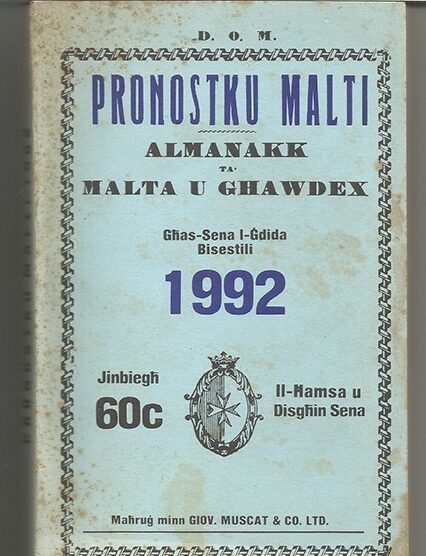 D. O. M.
PRONOSTKU MALTI
ALMANAKK
TA'
MALTA U GHAWDEX
Għas-Sena l-Ġdida
Bisestili
1992
Jinbiegħ
60c
Il-Ħamsa u
Disgħin Sena
Maħruġ minn GIOV. MUSCAT & CO. LTD.